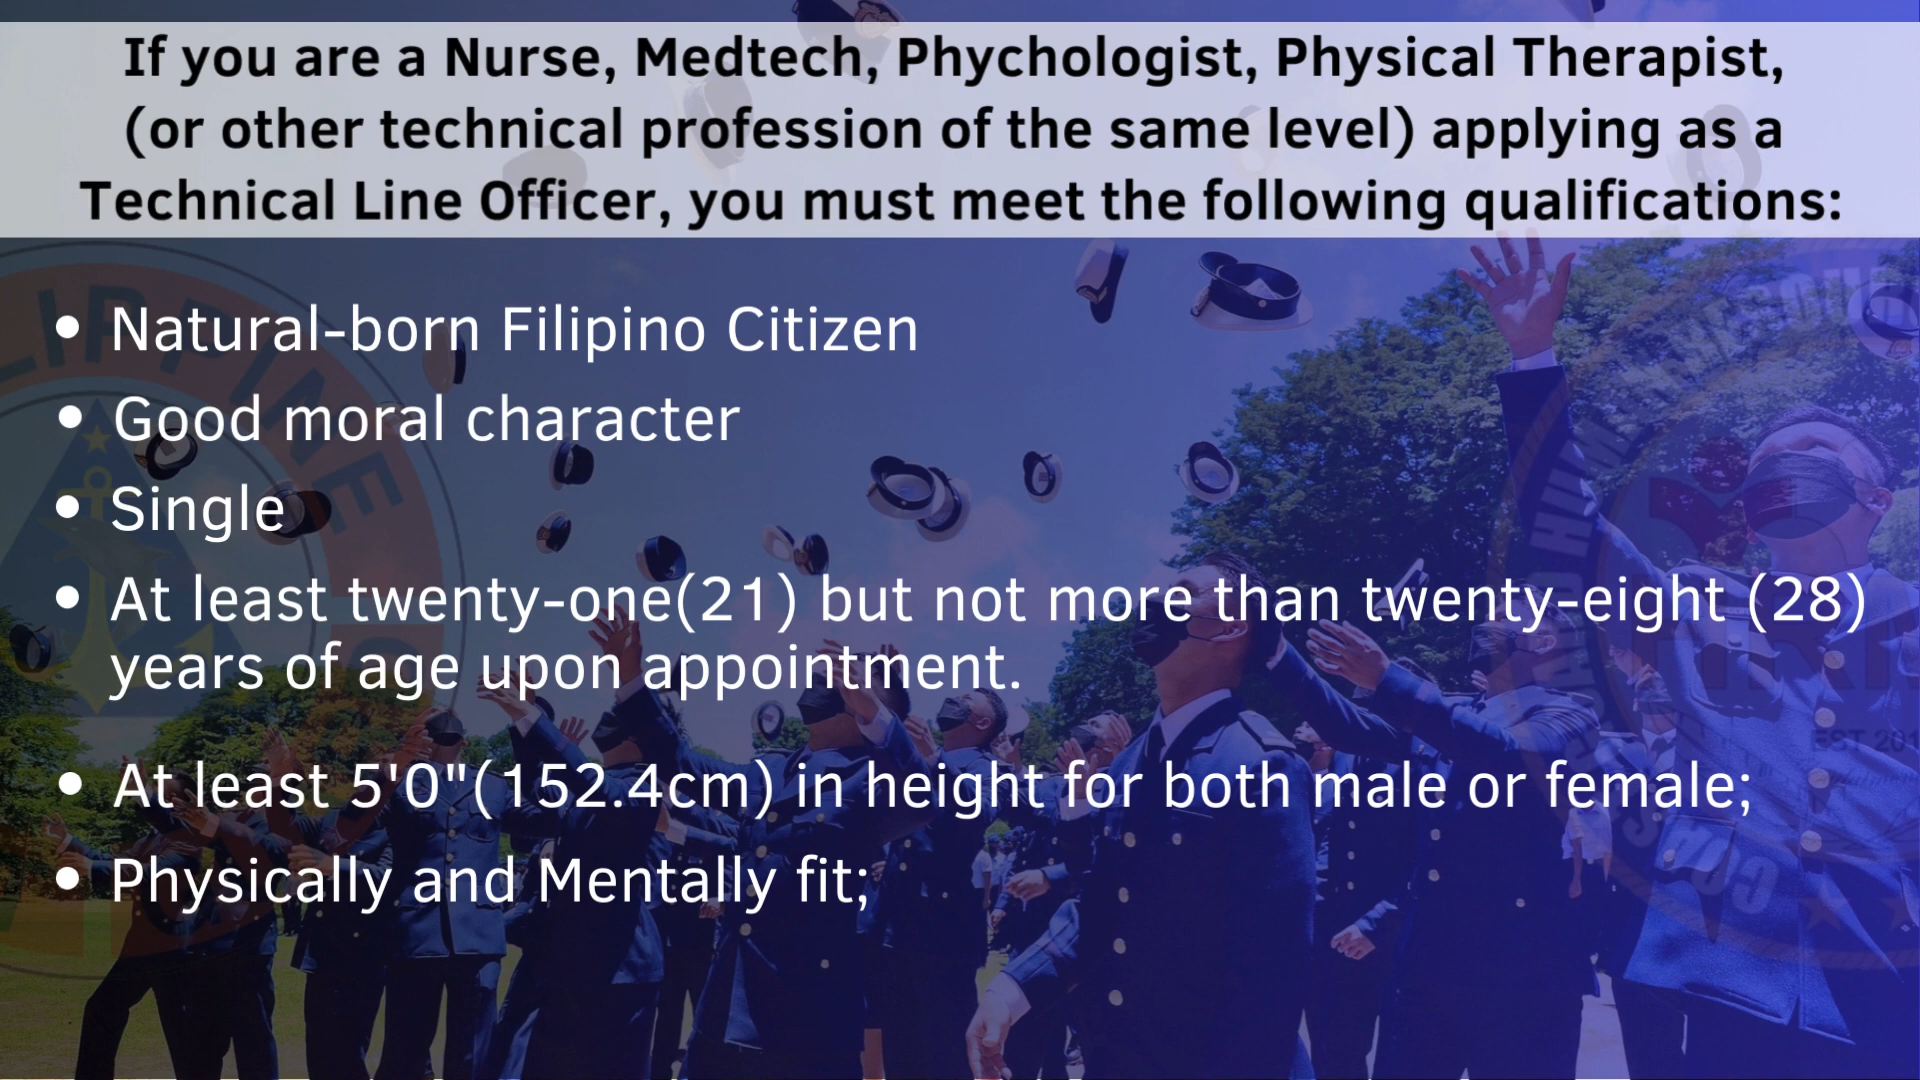 If you are a Nurse, Medtech, Phychologist, Physical Therapist,
(or other technical profession of the same level) applying as a
Technical Line Officer, you must meet the following qualifications:
• Natural-born Filipino Citizen
• Good moral character
• Single
• At least twenty-one(21) but not more than twenty-eight (28)
years of age upon appointment.
• At least 5'0"(152.4cm) in height for both male or female;
• Physically and Mentally fit;
EST 201